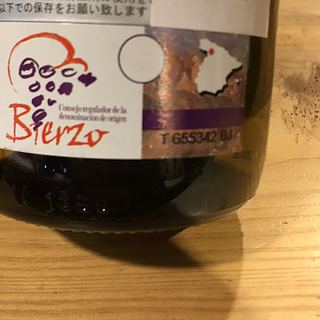 以下での保存をお願い致します
Bierzo
Consejo regulador de la
denominación de origen
T 655342 BJ